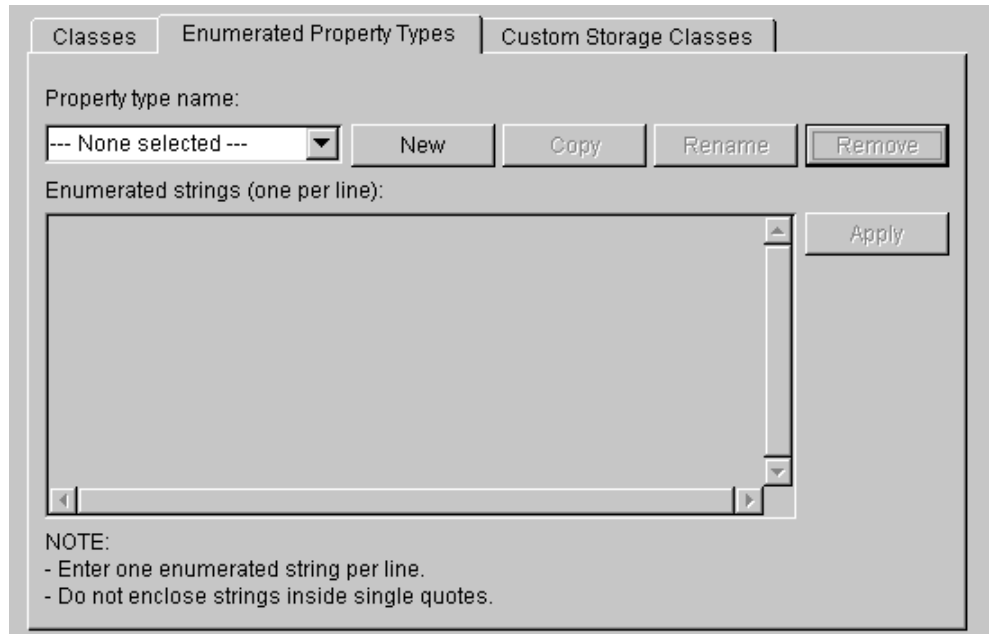 Classes Enumerated Property Types Custom Storage Classes
Property type name:
--- None selected --- New Copy Rename Remove
Enumerated strings (one per line):
Apply
NOTE:
- Enter one enumerated string per line.
- Do not enclose strings inside single quotes.